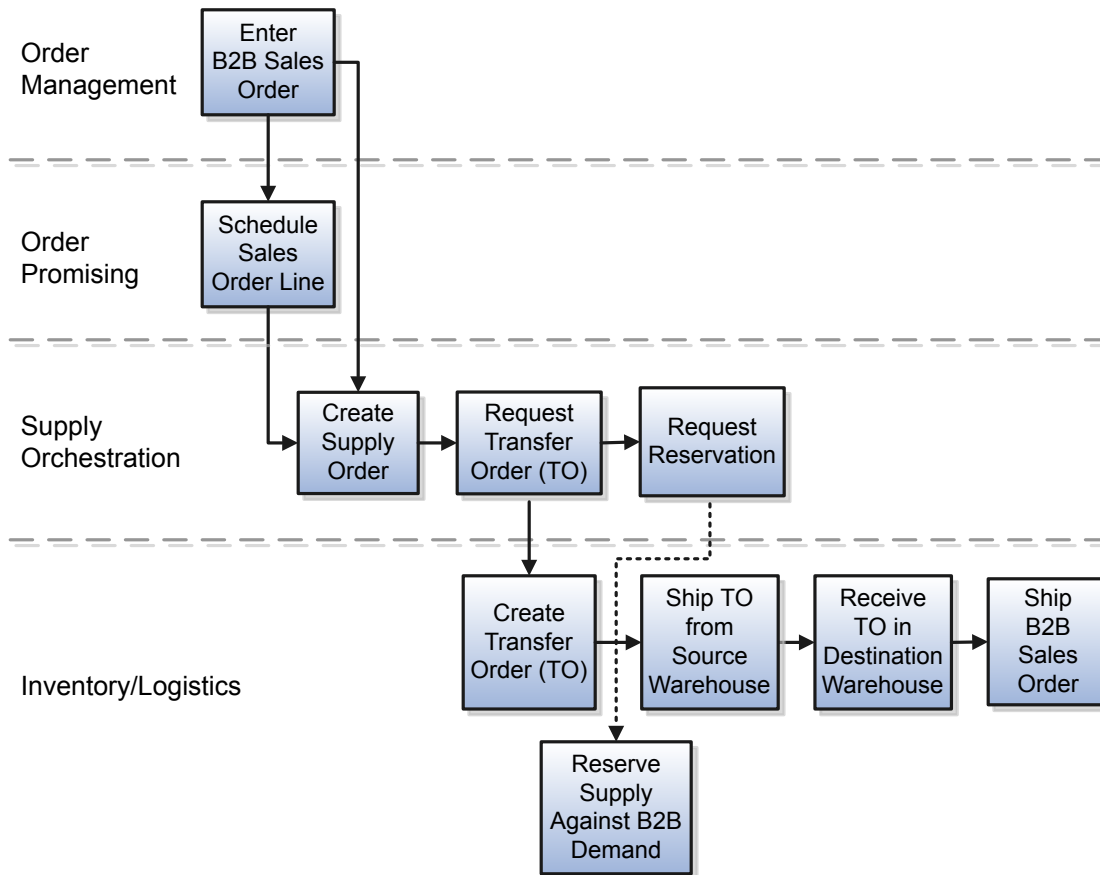 Order
Management
Enter
B2B Sales
Order
Order
Promising
Schedule
Sales
Order Line
Supply
Orchestration
Create
Supply
Order
Request
Transfer
Order (TO)
Request
Reservation
Inventory/Logistics
Create
Transfer
Order (TO)
Ship TO
from
Source
Warehouse
Receive
TO in
Destination
Warehouse
Ship
B2B
Sales
Order
Reserve
Supply
Against B2B
Demand